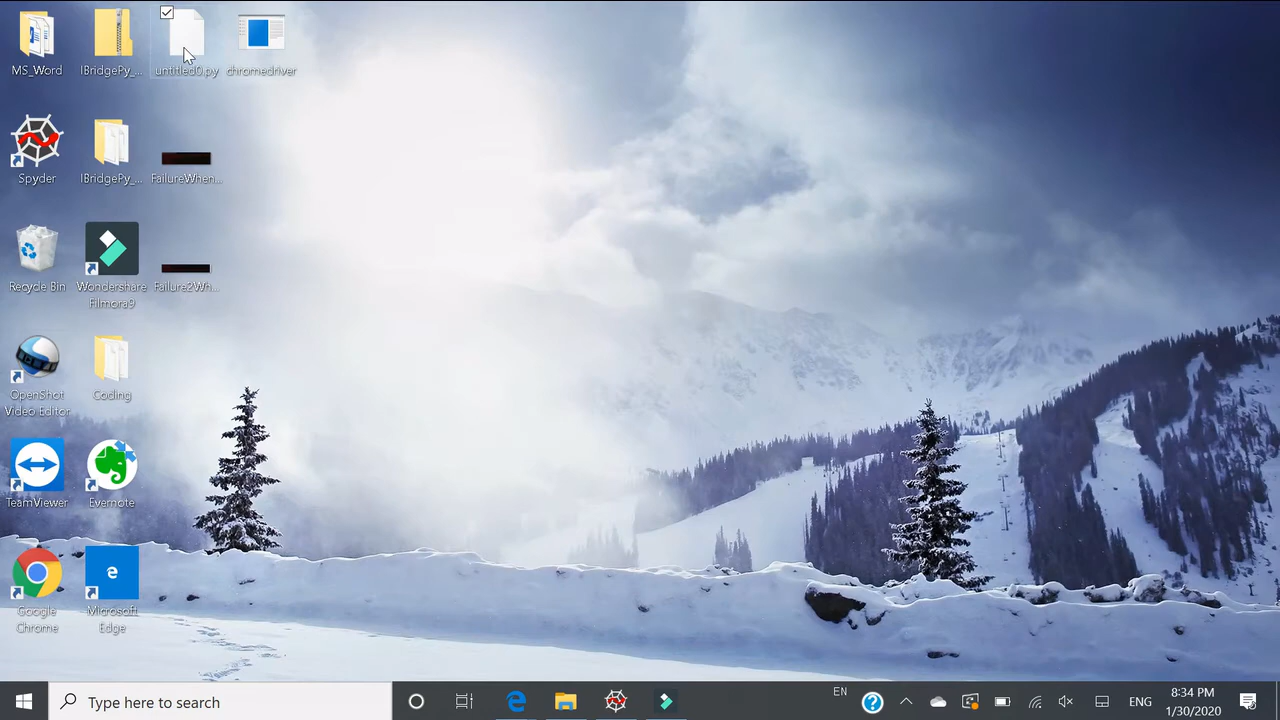 MS_Word
IBridgePy_...
untitled0.py
chromedriver
Spyder
IBridgePy_...
FailureWhen...
Recycle Bin
Wondershare
Filmora9
Failure2Wh...
OpenShot
Video Editor
Coding
TeamViewer
Evernote
Google
Chrome
Microsoft
Edge
Type here to search
EN
ENG
8:34 PM
1/30/2020